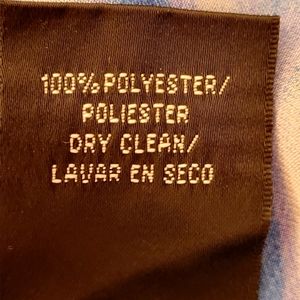 100% POLYESTER/
POLIESTER
DRY CLEAN/
LAVAR EN SECO